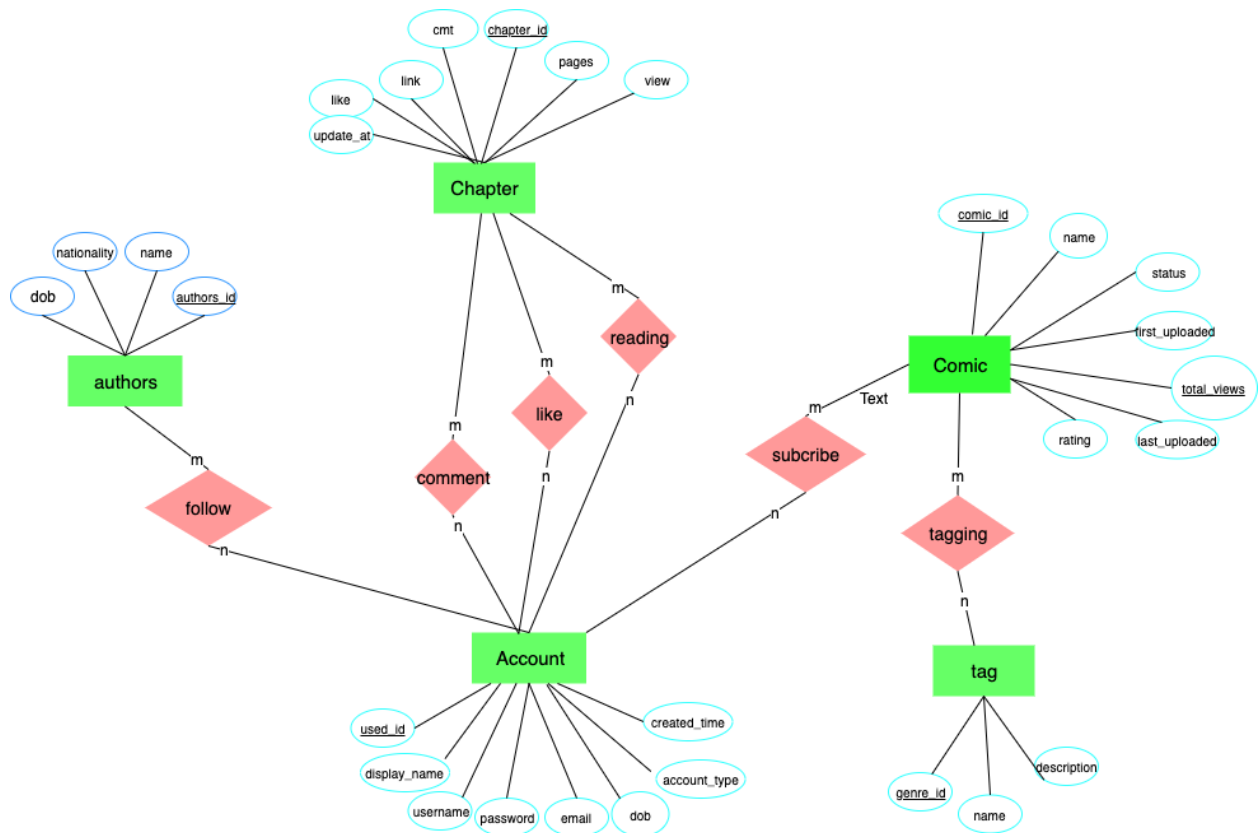 cmt
chapter_id
pages
view
link
like
update_at
Chapter
comic_id
name
status
first_uploaded
total_views
last_uploaded
rating
Comic
nationality
name
dob
authors_id
authors
m
m
m
m
m
m
reading
like
comment
follow
subcribe
Text
tagging
n
n
n
n
n
n
Account
tag
used_id
display_name
username
password
email
dob
account_type
created_time
genre_id
name
description